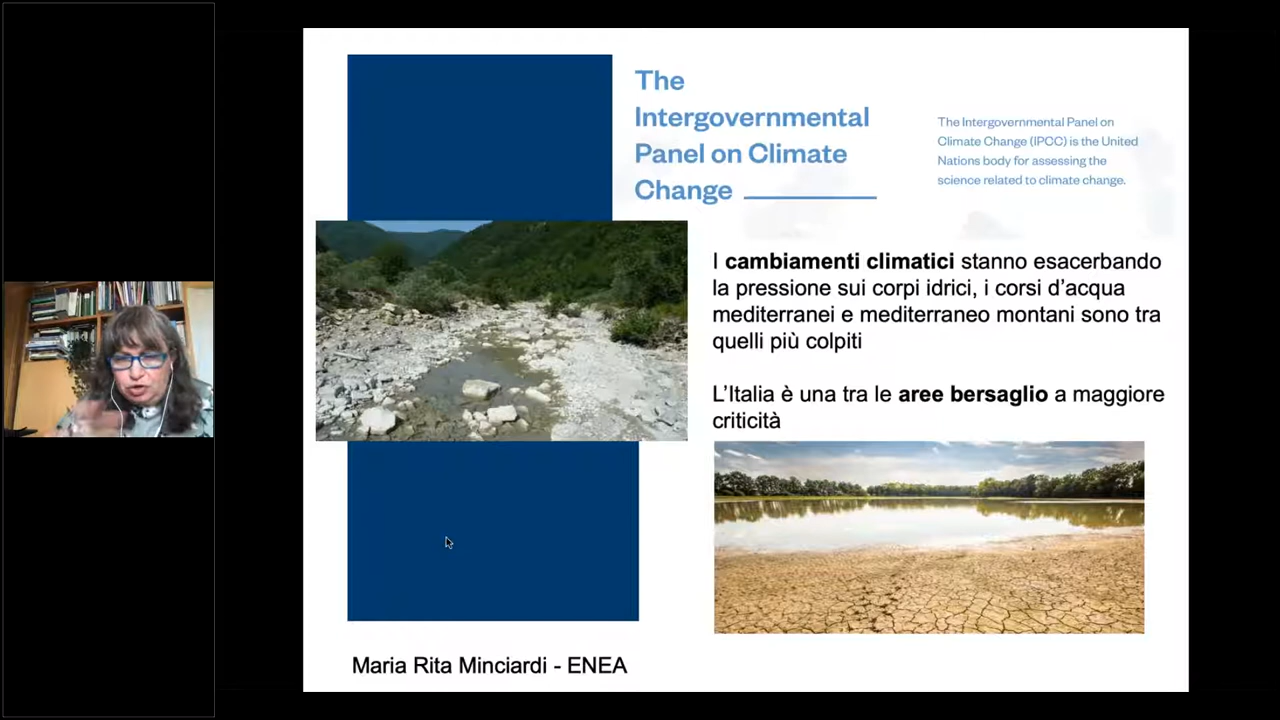 The
Intergovernmental
Panel on Climate
Change
The Intergovernmental Panel on
Climate Change (IPCC) is the United
Nations body for assessing the
science related to climate change.
I cambiamenti climatici stanno esacerbando
la pressione sui corpi idrici, i corsi d’acqua
mediterranei e mediterraneo montani sono tra
quelli più colpiti
L’Italia è una tra le aree bersaglio a maggiore
criticità
Maria Rita Minciardi - ENEA